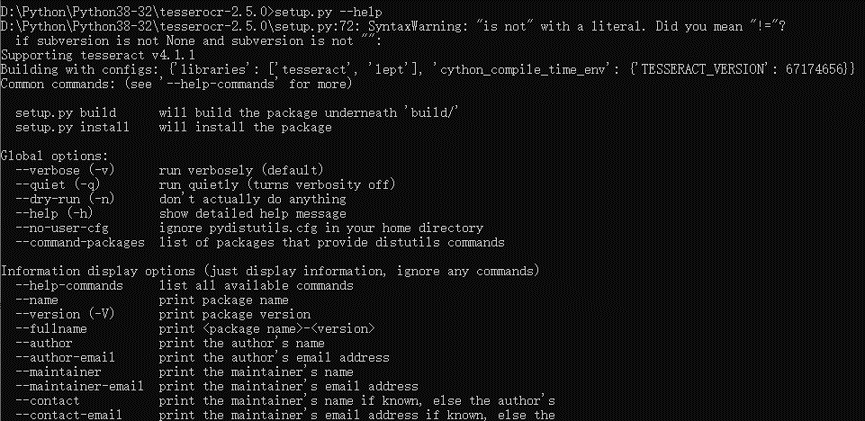 D:\Python\Python38-32\tesserocr-2.5.0>setup.py --help
D:\Python\Python38-32\tesserocr-2.5.0\setup.py:72: SyntaxWarning: "is not" with a literal. Did you mean "!="?
  if subversion is not None and subversion is not "":
Supporting tesseract v4.1.1
Building with configs: {'libraries': ['tesseract', 'lept'], 'cython_compile_time_env': {'TESSERACT_VERSION': 67174656}}
Common commands: (see '--help-commands' for more)

  setup.py build      will build the package underneath 'build/'
  setup.py install    will install the package

Global options:
  --verbose (-v)      run verbosely (default)
  --quiet (-q)        run quietly (turns verbosity off)
  --dry-run (-n)      don't actually do anything
  --help (-h)         show detailed help message
  --no-user-cfg       ignore pydistutils.cfg in your home directory
  --command-packages  list of packages that provide distutils commands

Information display options (just display information, ignore any commands)
  --help-commands     list all available commands
  --name              print package name
  --version (-V)      print package version
  --fullname          print <package name>-<version>
  --author            print the author's name
  --author-email      print the author's email address
  --maintainer        print the maintainer's name
  --maintainer-email  print the maintainer's email address
  --contact           print the maintainer's name if known, else the author's
  --contact-email     print the maintainer's email address if known, else the